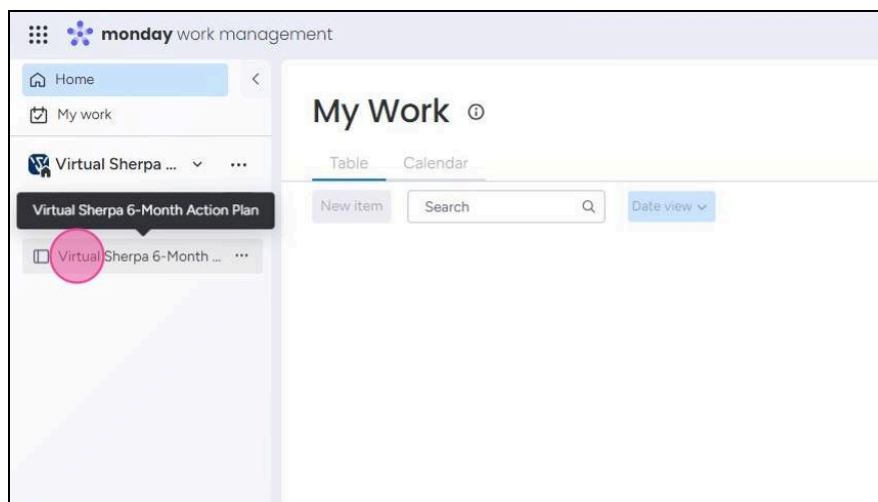 monday work management
Home
My work
Virtual Sherpa ...
Virtual Sherpa 6-Month Action Plan
Virtual Sherpa 6-Month ...
My Work
Table Calendar
New item Search Date view